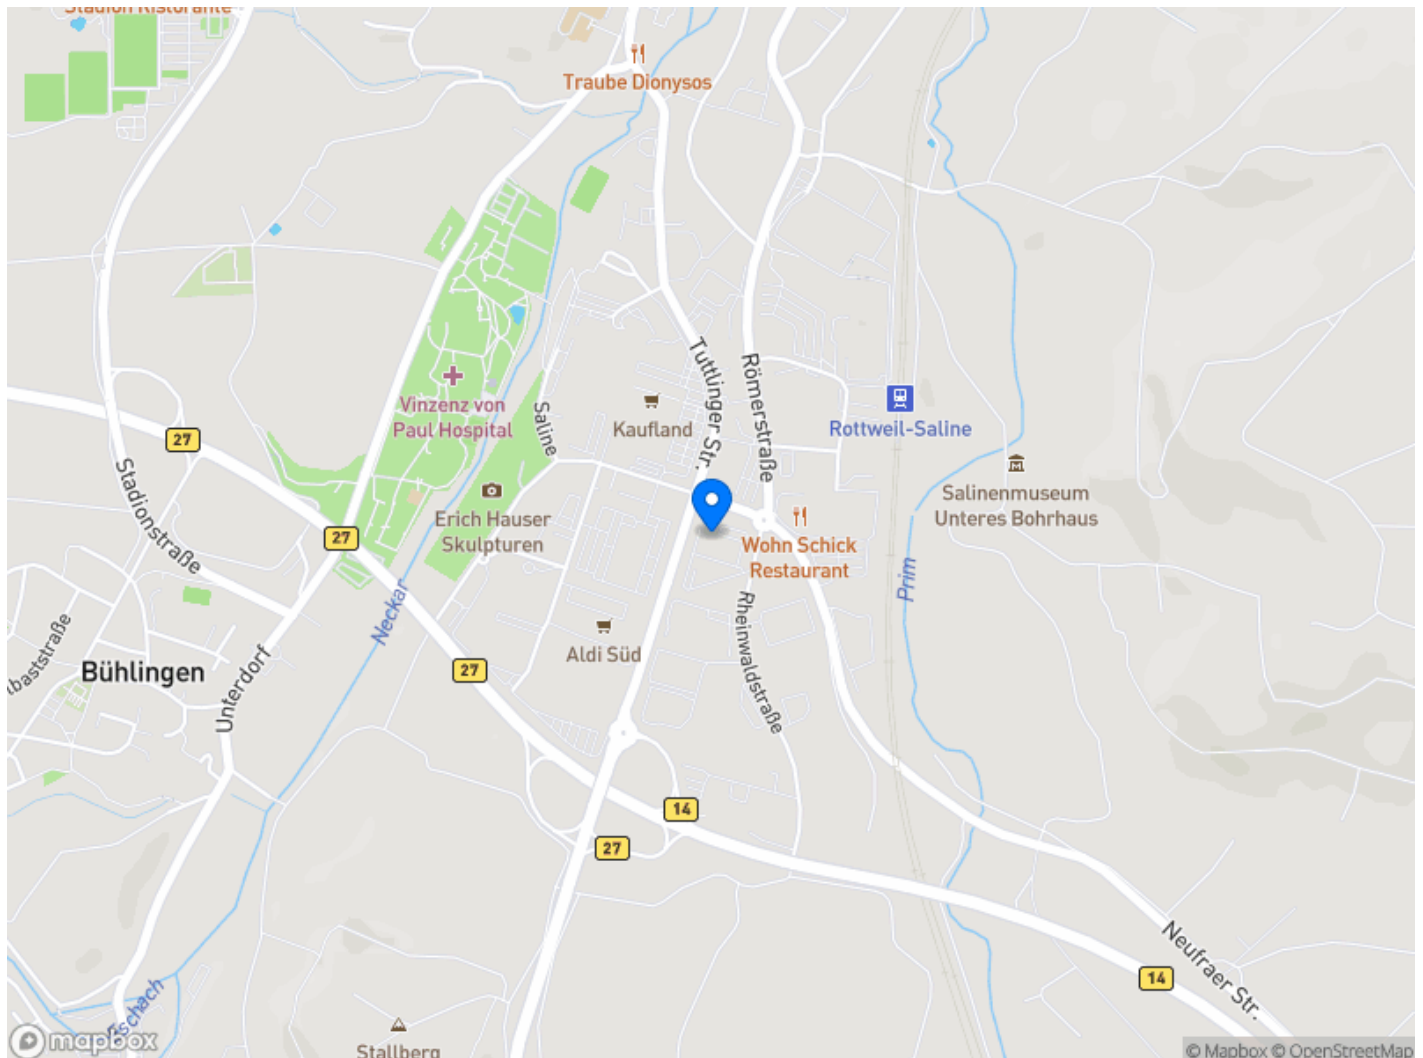 Stadion Ristorante
Traube Dionysos
Tuttlinger Str.
Römerstraße
Vinzenz von
Paul Hospital
Saline
Kaufland
Rottweil-Saline
27
Stadionstraße
Erich Hauser
Skulpturen
Salinenmuseum
Unteres Bohrhaus
27
Wohn Schick
Restaurant
Neckar
Prim
Rheinwaldstraße
Aldi Süd
Bühlingen
Unterdorf
27
14
27
Neufraer Str.
14
Stallberg
mapbox
© Mapbox © OpenStreetMap